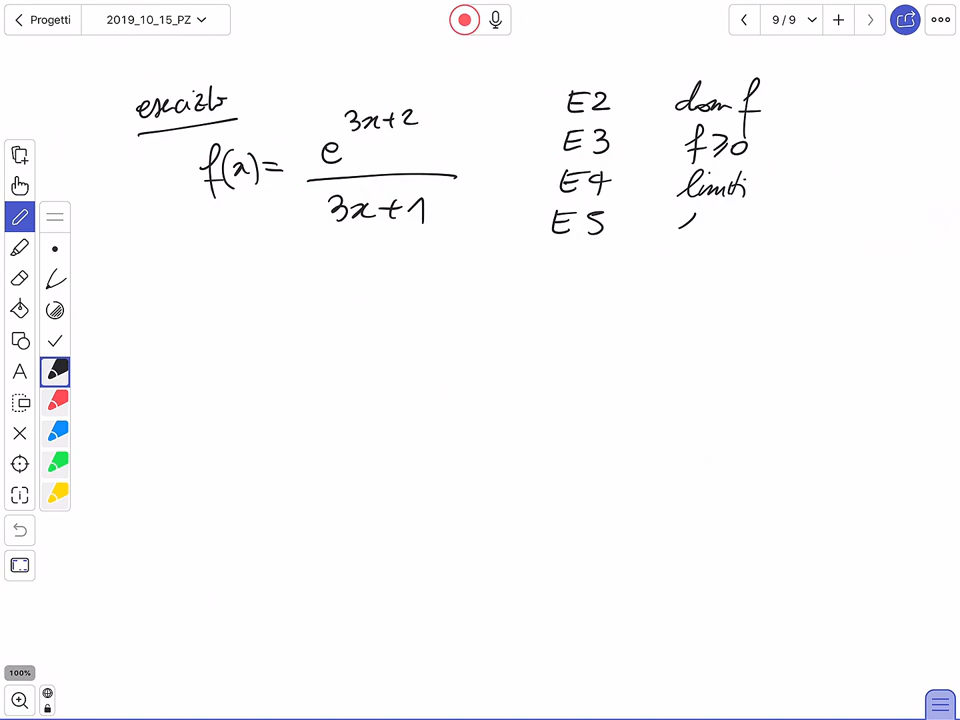 Progetti
2019_10_15_PZ
9/9
esercizio
f(x) = e^{3x+2} / 3x+1
E2 dom f
E3 f ≥ 0
E4 limiti
E5
A
100%